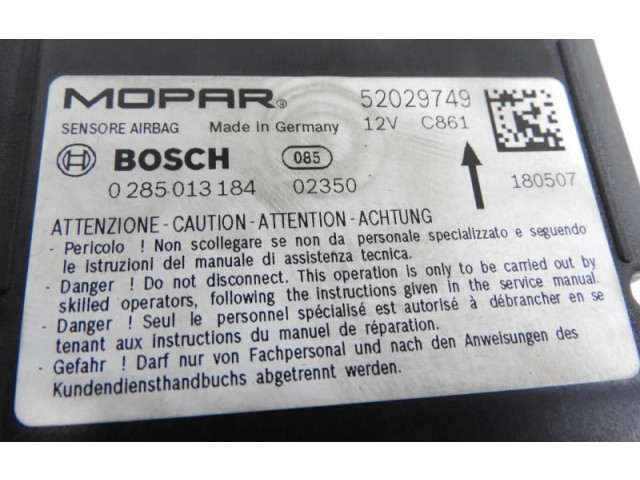 MOPAR® 52029749
SENSORE AIRBAG Made in Germany 12V C861
BOSCH 085
0 285 013 184 02350 180507
ATTENZIONE - CAUTION - ATTENTION - ACHTUNG
- Pericolo ! Non scollegare se non da personale specializzato e seguendo
le istruzioni del manuale di assistenza tecnica.
- Danger ! Do not disconnect. This operation is only to be carried out by
skilled operators, following the instructions given in the service manual.
- Danger ! Seul le personnel spécialisé est autorisé à débrancher en se
tenant aux instructions du manuel de réparation.
- Gefahr ! Darf nur von Fachpersonal und nach den Anweisungen des
Kundendiensthandbuchs abgetrennt werden.